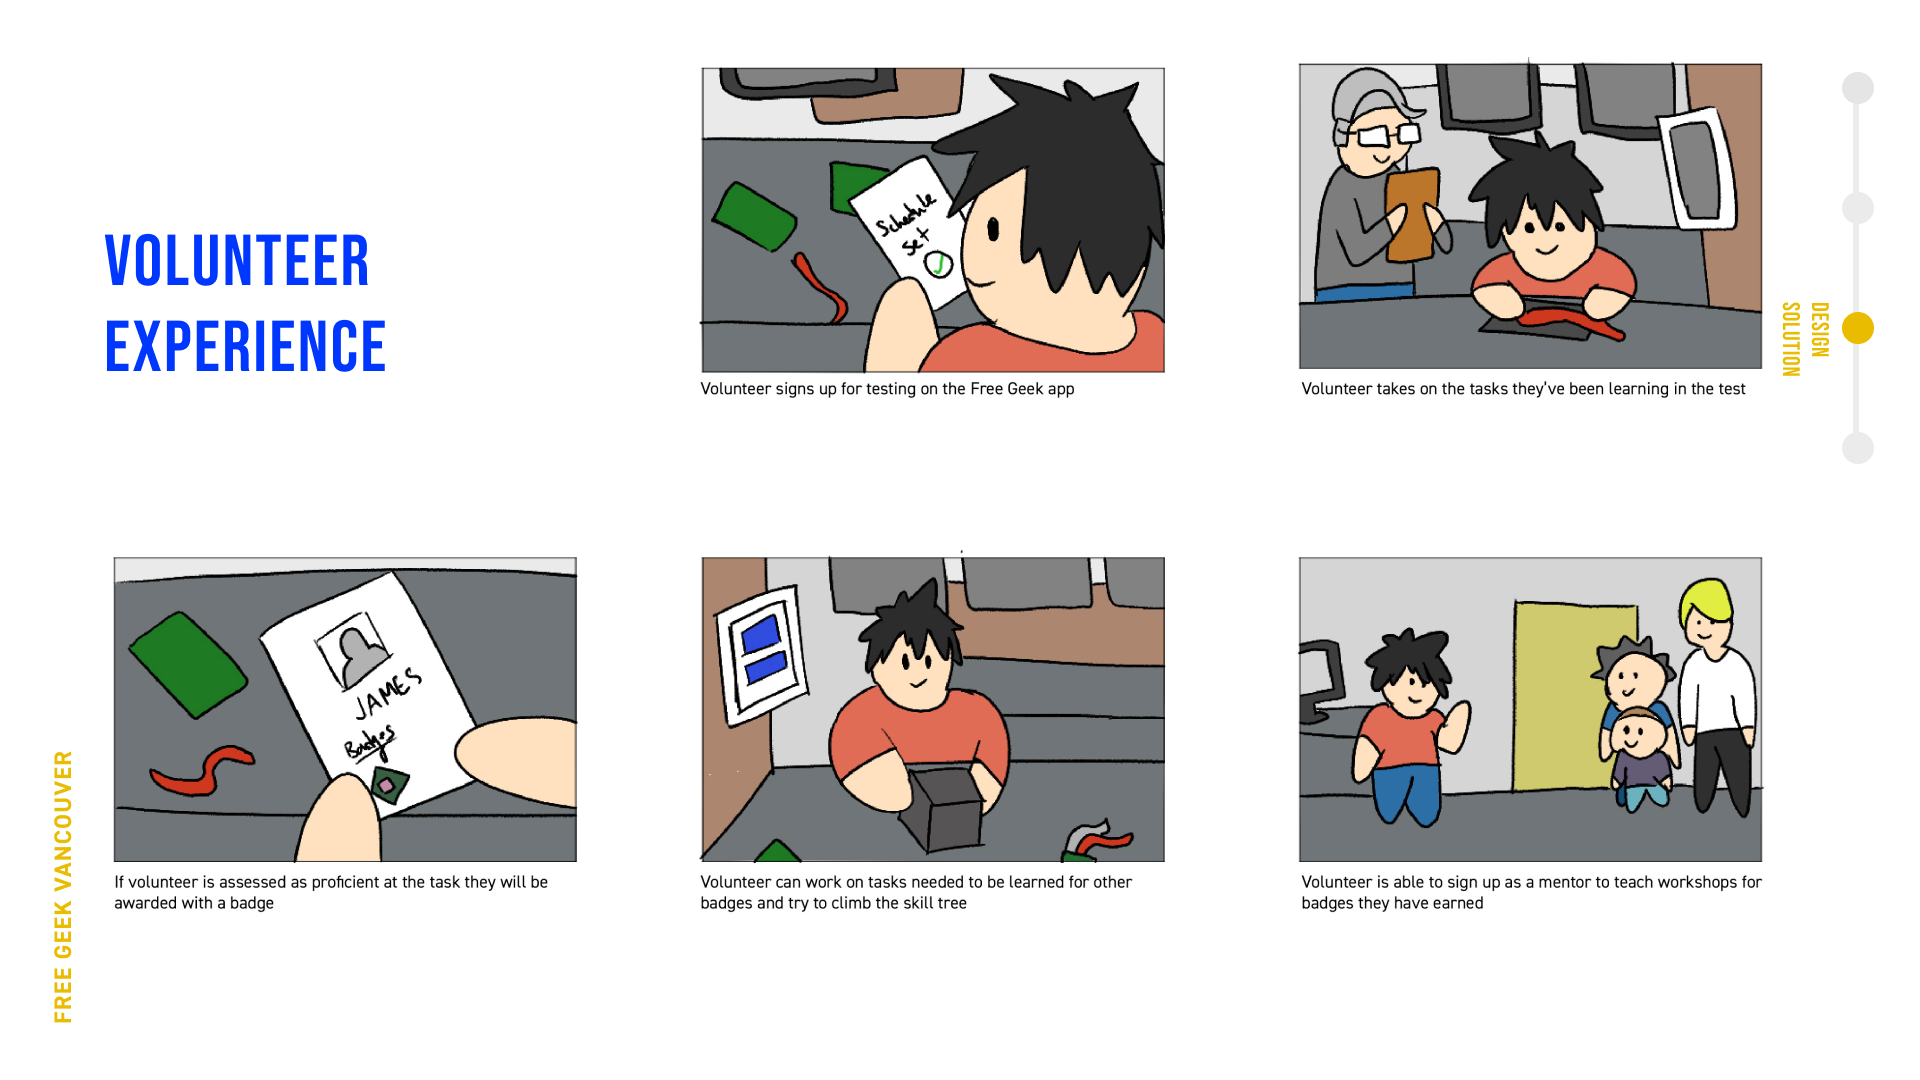 VOLUNTEER
EXPERIENCE
Schedule
set
Volunteer signs up for testing on the Free Geek app
Volunteer takes on the tasks they've been learning in the test
DESIGN
SOLUTION
JAMES
Badges
If volunteer is assessed as proficient at the task they will be
awarded with a badge
Volunteer can work on tasks needed to be learned for other
badges and try to climb the skill tree
Volunteer is able to sign up as a mentor to teach workshops for
badges they have earned
FREE GEEK VANCOUVER